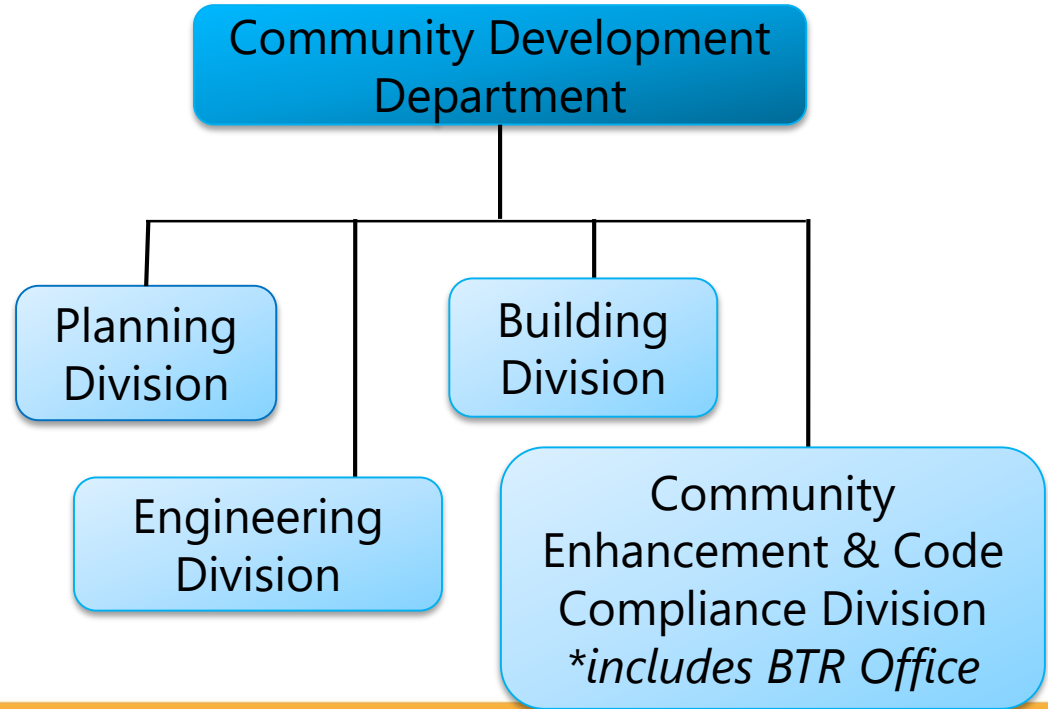 Community Development
Department
Planning
Division
Building
Division
Engineering
Division
Community
Enhancement & Code
Compliance Division
*includes BTR Office